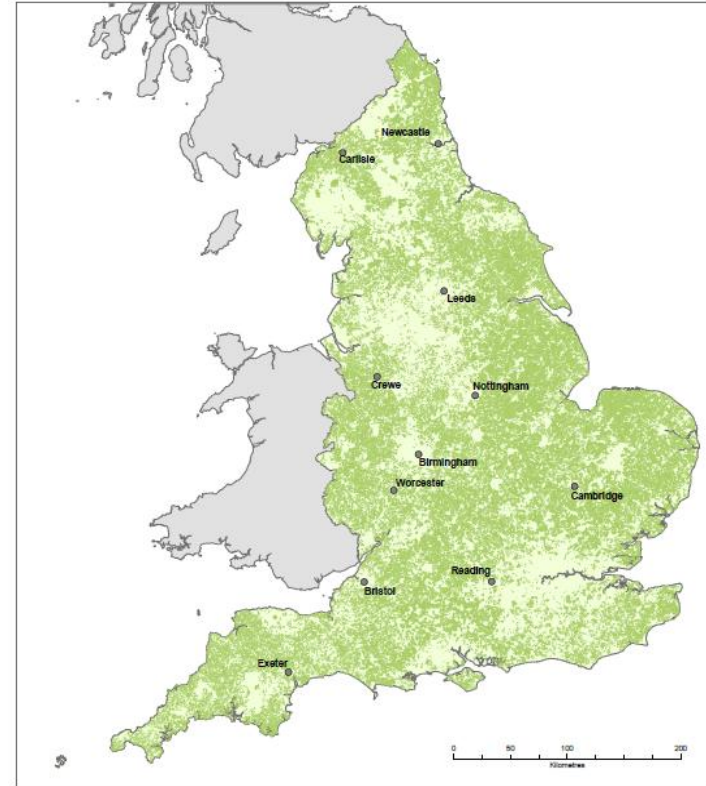 Newcastle
Carlisle
Leeds
Crewe
Nottingham
Birmingham
Worcester
Cambridge
Reading
Bristol
Exeter
0 50 100 200
Kilometres